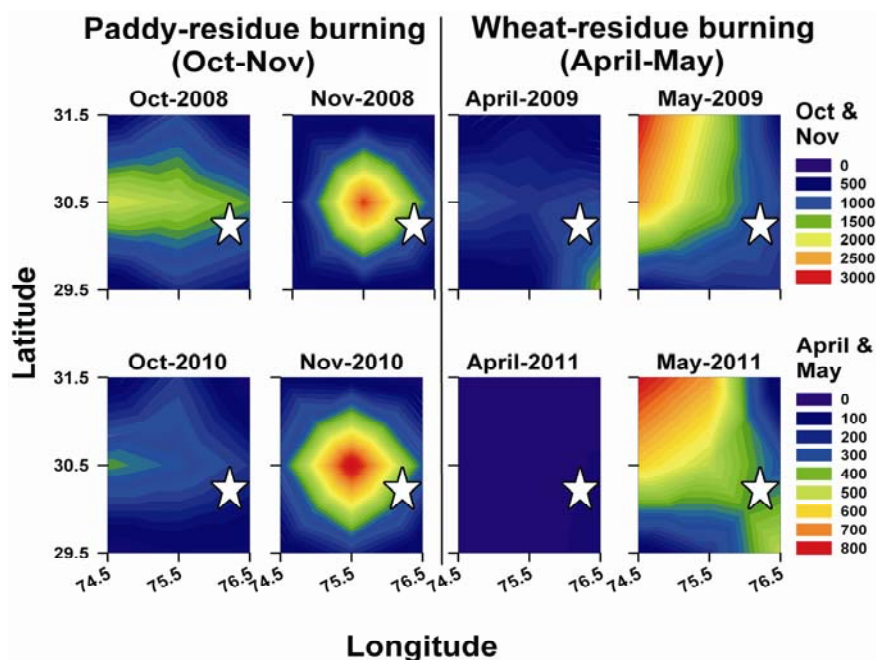 Paddy-residue burning
(Oct-Nov)
Wheat-residue burning
(April-May)
Oct-2008
Nov-2008
April-2009
May-2009
31.5
30.5
29.5
Oct &
Nov
0
500
1000
1500
2000
2500
3000
Latitude
Oct-2010
Nov-2010
April-2011
May-2011
31.5
30.5
29.5
April &
May
0
100
200
300
400
500
600
700
800
74.5
75.5
76.5
74.5
75.5
76.5
74.5
75.5
76.5
74.5
75.5
76.5
Longitude